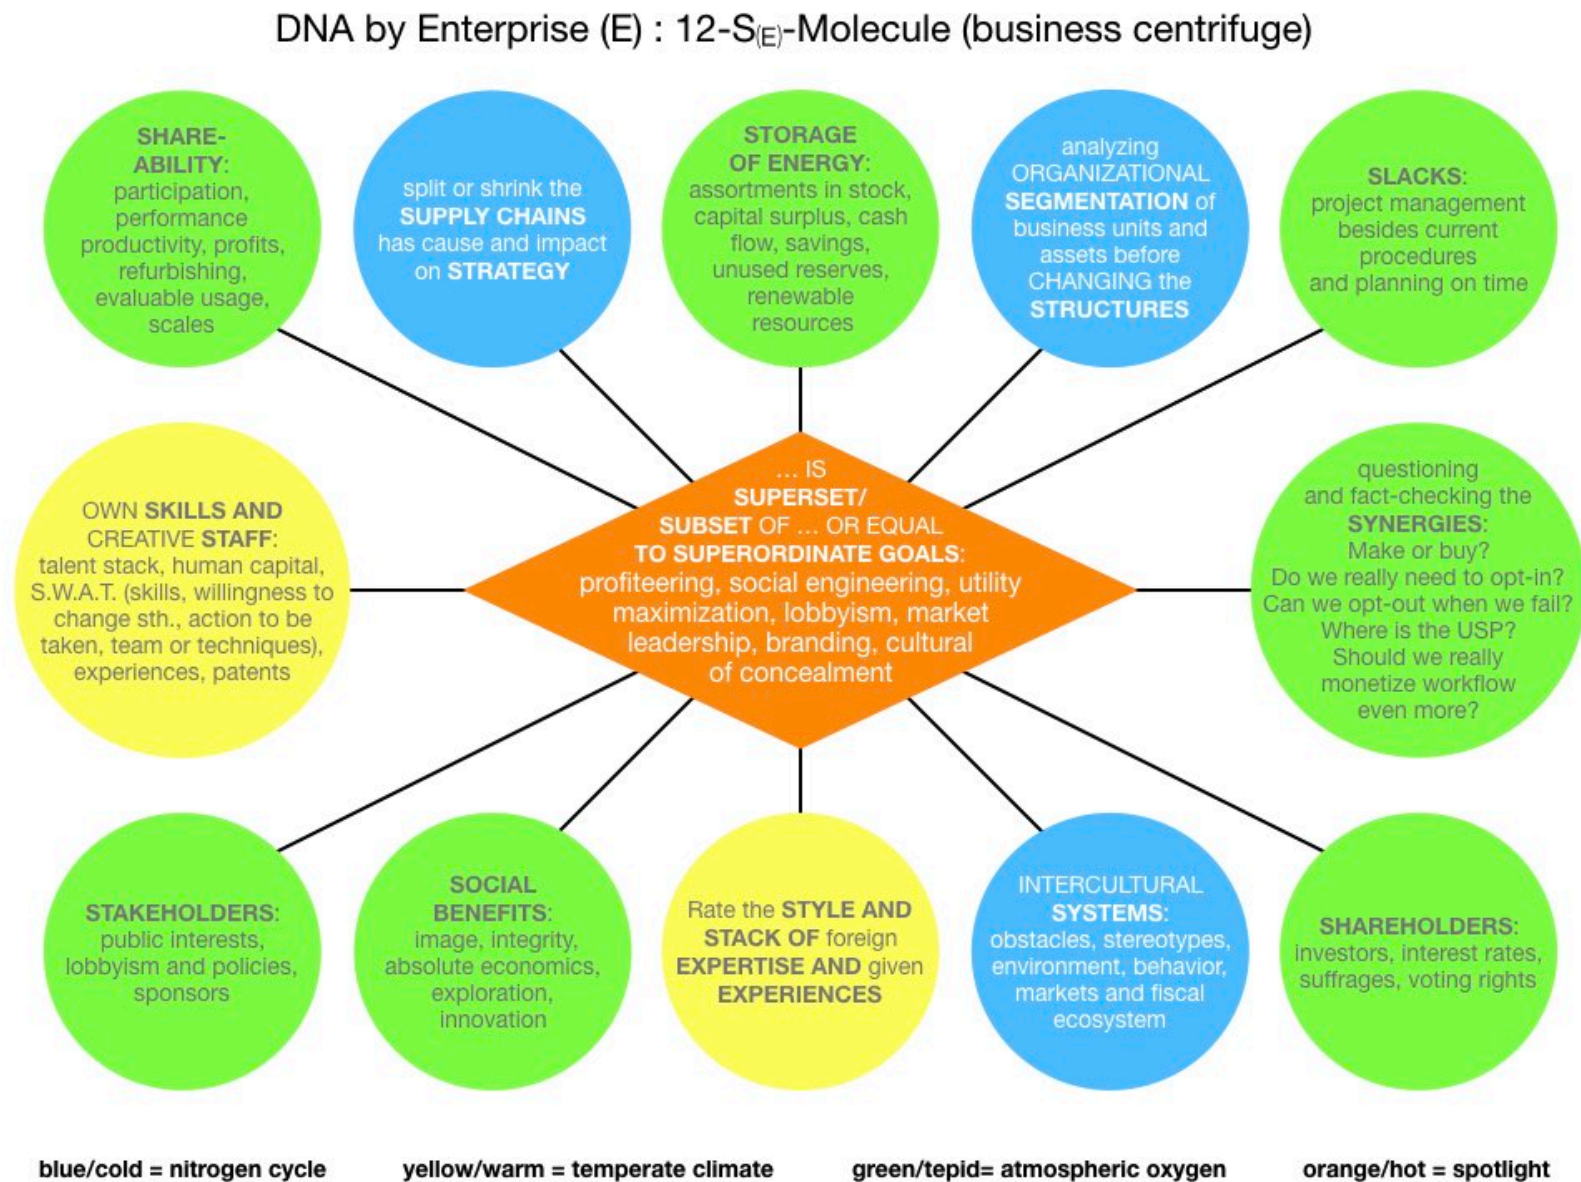 DNA by Enterprise (E) : 12-S(E)-Molecule (business centrifuge)
SHARE-
ABILITY:
participation,
performance
productivity, profits,
refurbishing,
evaluable usage,
scales
split or shrink the
SUPPLY CHAINS
has cause and impact
on STRATEGY
STORAGE
OF ENERGY:
assortments in stock,
capital surplus, cash
flow, savings,
unused reserves,
renewable
resources
analyzing
ORGANIZATIONAL
SEGMENTATION of
business units and
assets before
CHANGING the
STRUCTURES
SLACKS:
project management
besides current
procedures
and planning on time
OWN SKILLS AND
CREATIVE STAFF:
talent stack, human capital,
S.W.A.T. (skills, willingness to
change sth., action to be
taken, team or techniques),
experiences, patents
... IS
SUPERSET/
SUBSET OF ... OR EQUAL
TO SUPERORDINATE GOALS:
profiteering, social engineering, utility
maximization, lobbyism, market
leadership, branding, cultural
of concealment
questioning
and fact-checking the
SYNERGIES:
Make or buy?
Do we really need to opt-in?
Can we opt-out when we fail?
Where is the USP?
Should we really
monetize workflow
even more?
STAKEHOLDERS:
public interests,
lobbyism and policies,
sponsors
SOCIAL
BENEFITS:
image, integrity,
absolute economics,
exploration,
innovation
Rate the STYLE AND
STACK OF foreign
EXPERTISE AND given
EXPERIENCES
INTERCULTURAL
SYSTEMS:
obstacles, stereotypes,
environment, behavior,
markets and fiscal
ecosystem
SHAREHOLDERS:
investors, interest rates,
suffrages, voting rights
blue/cold = nitrogen cycle
yellow/warm = temperate climate
green/tepid= atmospheric oxygen
orange/hot = spotlight